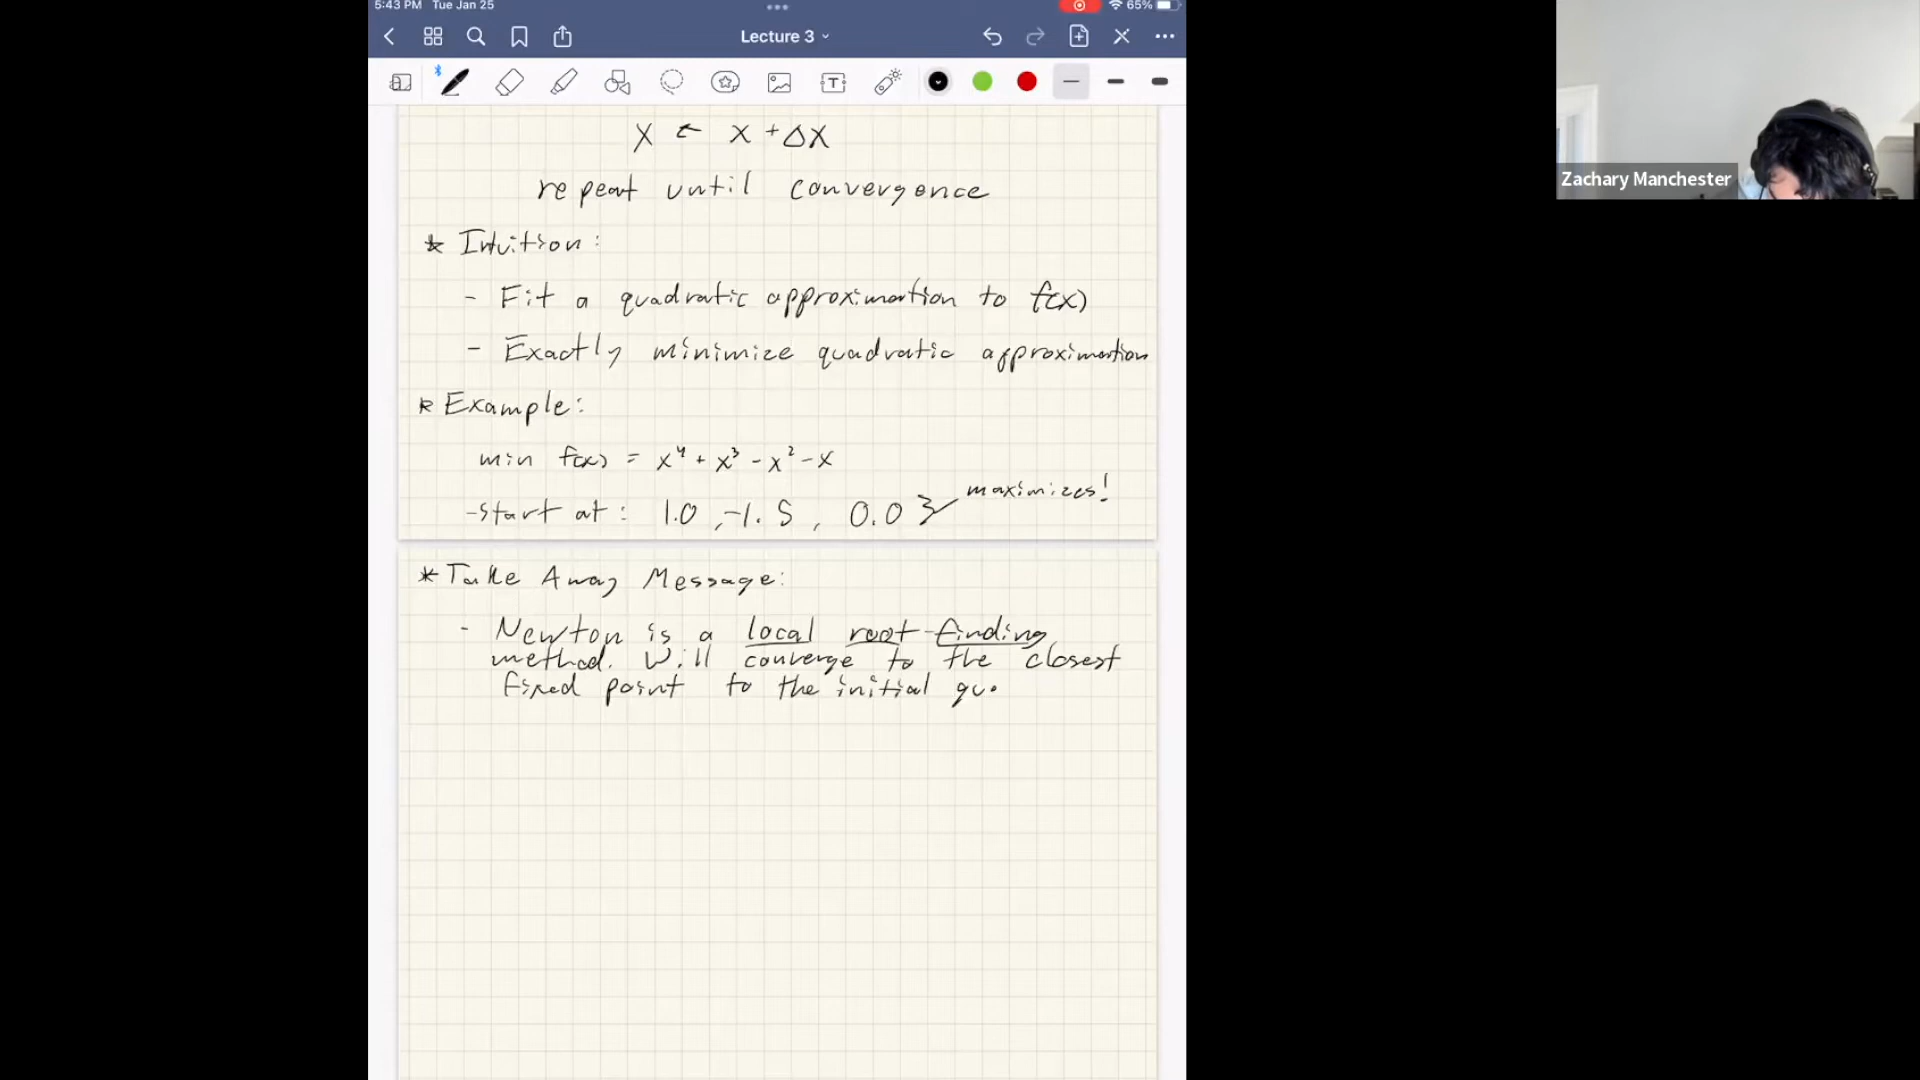 5:43 PM Tue Jan 25
65%
Lecture 3
X ← X + ΔX
repeat until convergence
* Intuition:
- Fit a quadratic approximation to f(x)
- Exactly minimize quadratic approximation
* Example:
min f(x) = x⁴ + x³ - x² - x
- start at: 1.0, -1.5, 0.0 } maximizes!
* Take Away Message:
- Newton is a local root-finding
method. Will converge to the closest
fixed point to the initial gu
Zachary Manchester